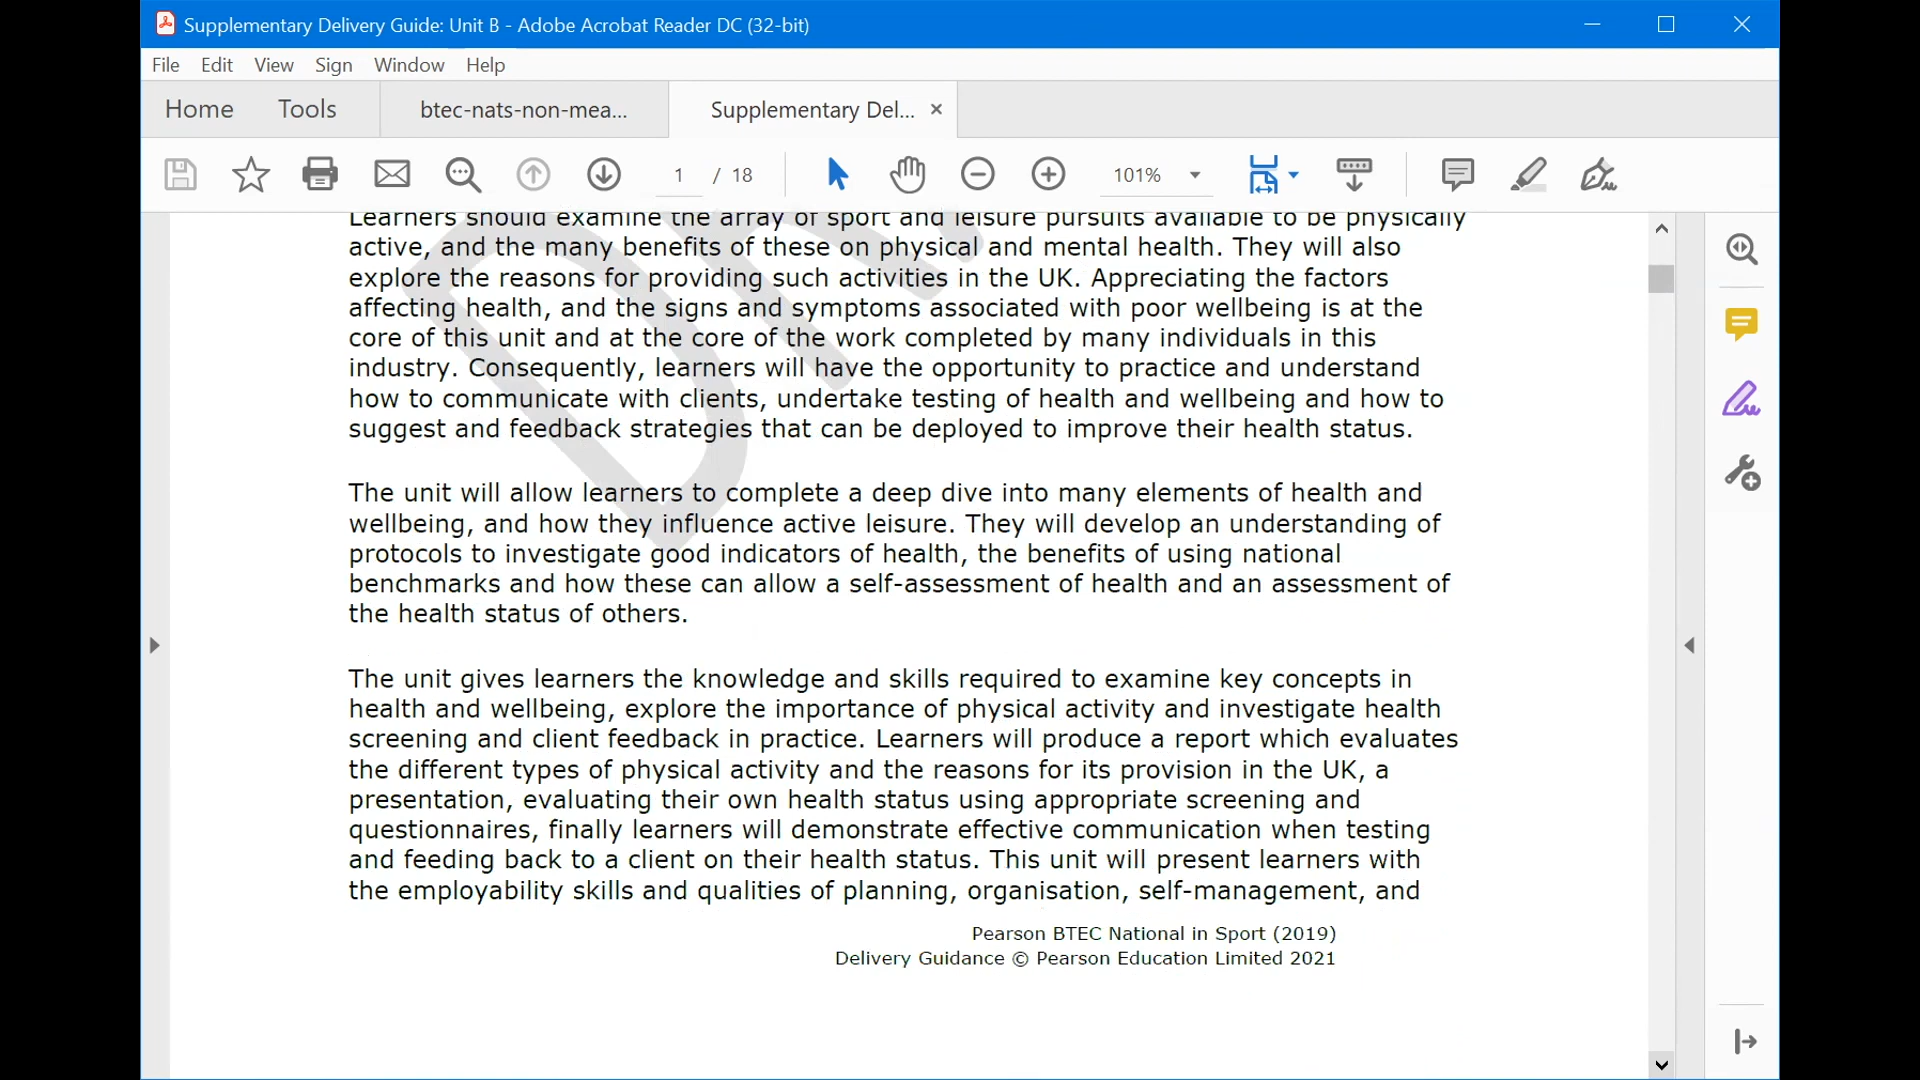 Supplementary Delivery Guide: Unit B - Adobe Acrobat Reader DC (32-bit)
File Edit View Sign Window Help
Home Tools btec-nats-non-mea... Supplementary Del... ×
1 / 18 101%
Learners should examine the array of sport and leisure pursuits available to be physically
active, and the many benefits of these on physical and mental health. They will also
explore the reasons for providing such activities in the UK. Appreciating the factors
affecting health, and the signs and symptoms associated with poor wellbeing is at the
core of this unit and at the core of the work completed by many individuals in this
industry. Consequently, learners will have the opportunity to practice and understand
how to communicate with clients, undertake testing of health and wellbeing and how to
suggest and feedback strategies that can be deployed to improve their health status.
The unit will allow learners to complete a deep dive into many elements of health and
wellbeing, and how they influence active leisure. They will develop an understanding of
protocols to investigate good indicators of health, the benefits of using national
benchmarks and how these can allow a self-assessment of health and an assessment of
the health status of others.
The unit gives learners the knowledge and skills required to examine key concepts in
health and wellbeing, explore the importance of physical activity and investigate health
screening and client feedback in practice. Learners will produce a report which evaluates
the different types of physical activity and the reasons for its provision in the UK, a
presentation, evaluating their own health status using appropriate screening and
questionnaires, finally learners will demonstrate effective communication when testing
and feeding back to a client on their health status. This unit will present learners with
the employability skills and qualities of planning, organisation, self-management, and
Pearson BTEC National in Sport (2019)
Delivery Guidance © Pearson Education Limited 2021